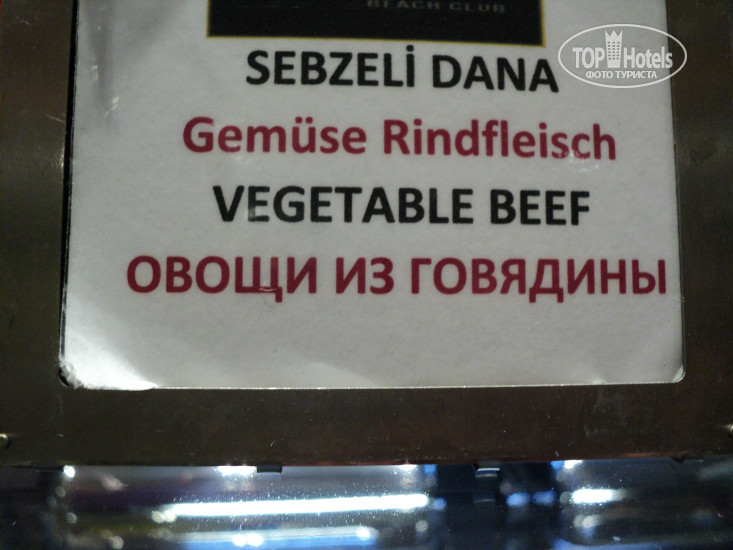 BEACH CLUB
TOP Hotels
ФОТО ТУРИСТА
SEBZELİ DANA
Gemüse Rindfleisch
VEGETABLE BEEF
ОВОЩИ ИЗ ГОВЯДИНЫ